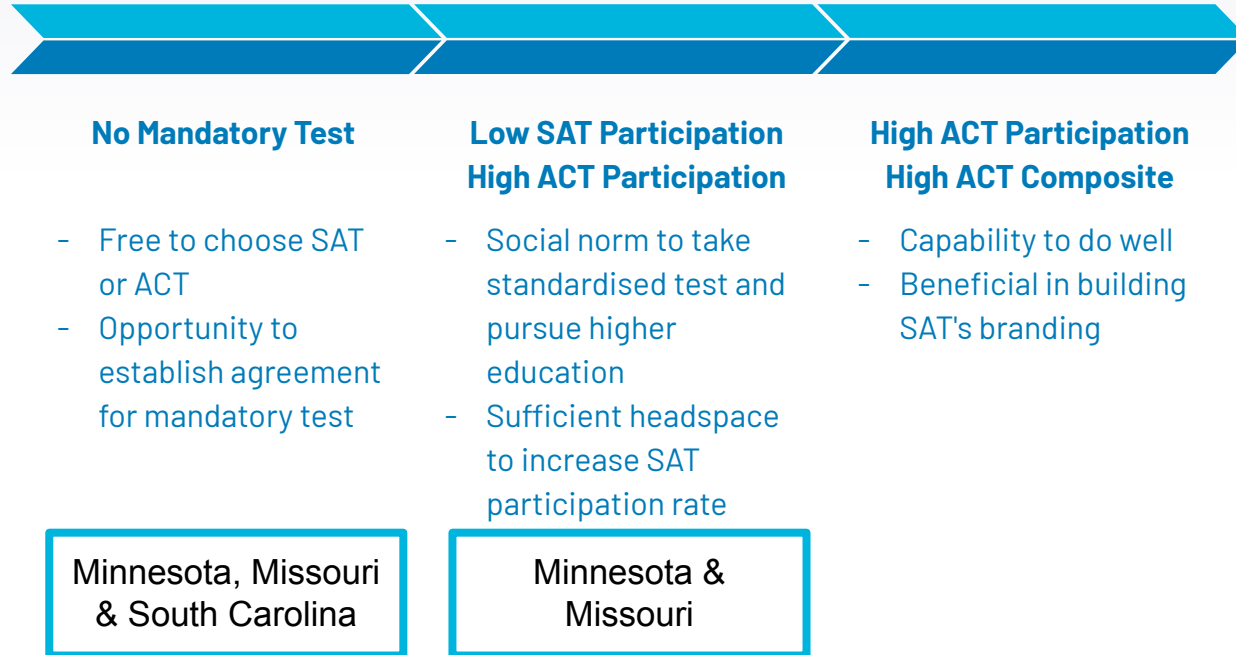 No Mandatory Test
- Free to choose SAT
or ACT
- Opportunity to
establish agreement
for mandatory test
Minnesota, Missouri
& South Carolina
Low SAT Participation
High ACT Participation
- Social norm to take
standardised test and
pursue higher
education
- Sufficient headspace
to increase SAT
participation rate
Minnesota &
Missouri
High ACT Participation
High ACT Composite
- Capability to do well
- Beneficial in building
SAT's branding